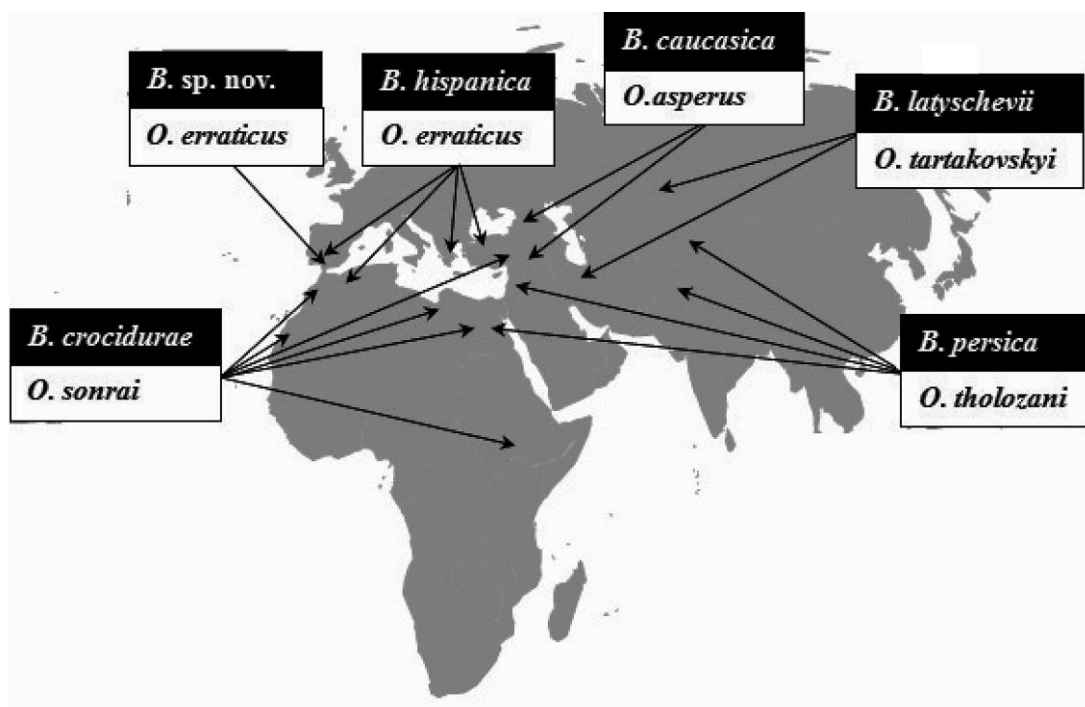 B. caucasica
O.asperus
B. sp. nov.
O. erraticus
B. hispanica
O. erraticus
B. latyschevii
O. tartakovskyi
B. crocidurae
O. sonrai
B. persica
O. tholozani